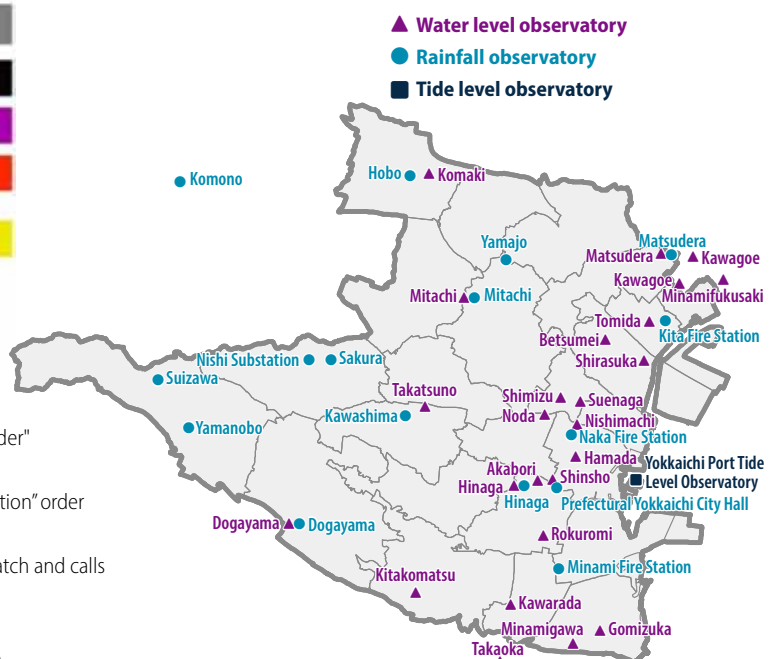 Water level observatory
Rainfall observatory
Tide level observatory
Komono
Hobo
Komaki
Yamajo
Matsudera
Matsudera
Kawagoe
Kawagoe
Minamifukusaki
Mitachi
Mitachi
Tomida
Kita Fire Station
Betsumei
Shirasuka
Nishi Substation
Sakura
Suizawa
Takatsuno
Kawashima
Shimizu
Suenaga
Noda
Nishimachi
Yamanobo
Naka Fire Station
der"
Hamada
Yokkaichi Port Tide
Level Observatory
Akabori
Shinsho
Hinaga
Hinaga
Prefectural Yokkaichi City Hall
tion" order
Dogayama
Dogayama
Rokuromi
atch and calls
Minami Fire Station
Kitakomatsu
Kawarada
Minamigawa
Gomizuka
Takaoka